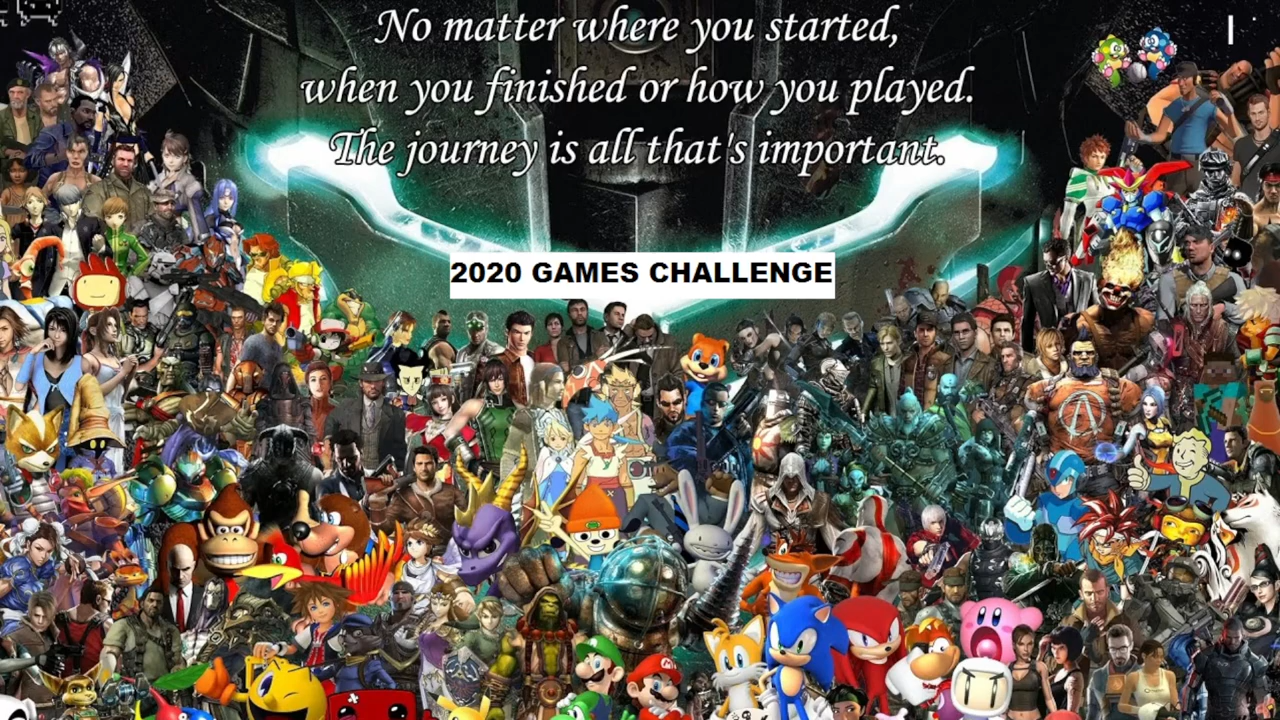 No matter where you started,
when you finished or how you played.
The journey is all that's important.
2020 GAMES CHALLENGE